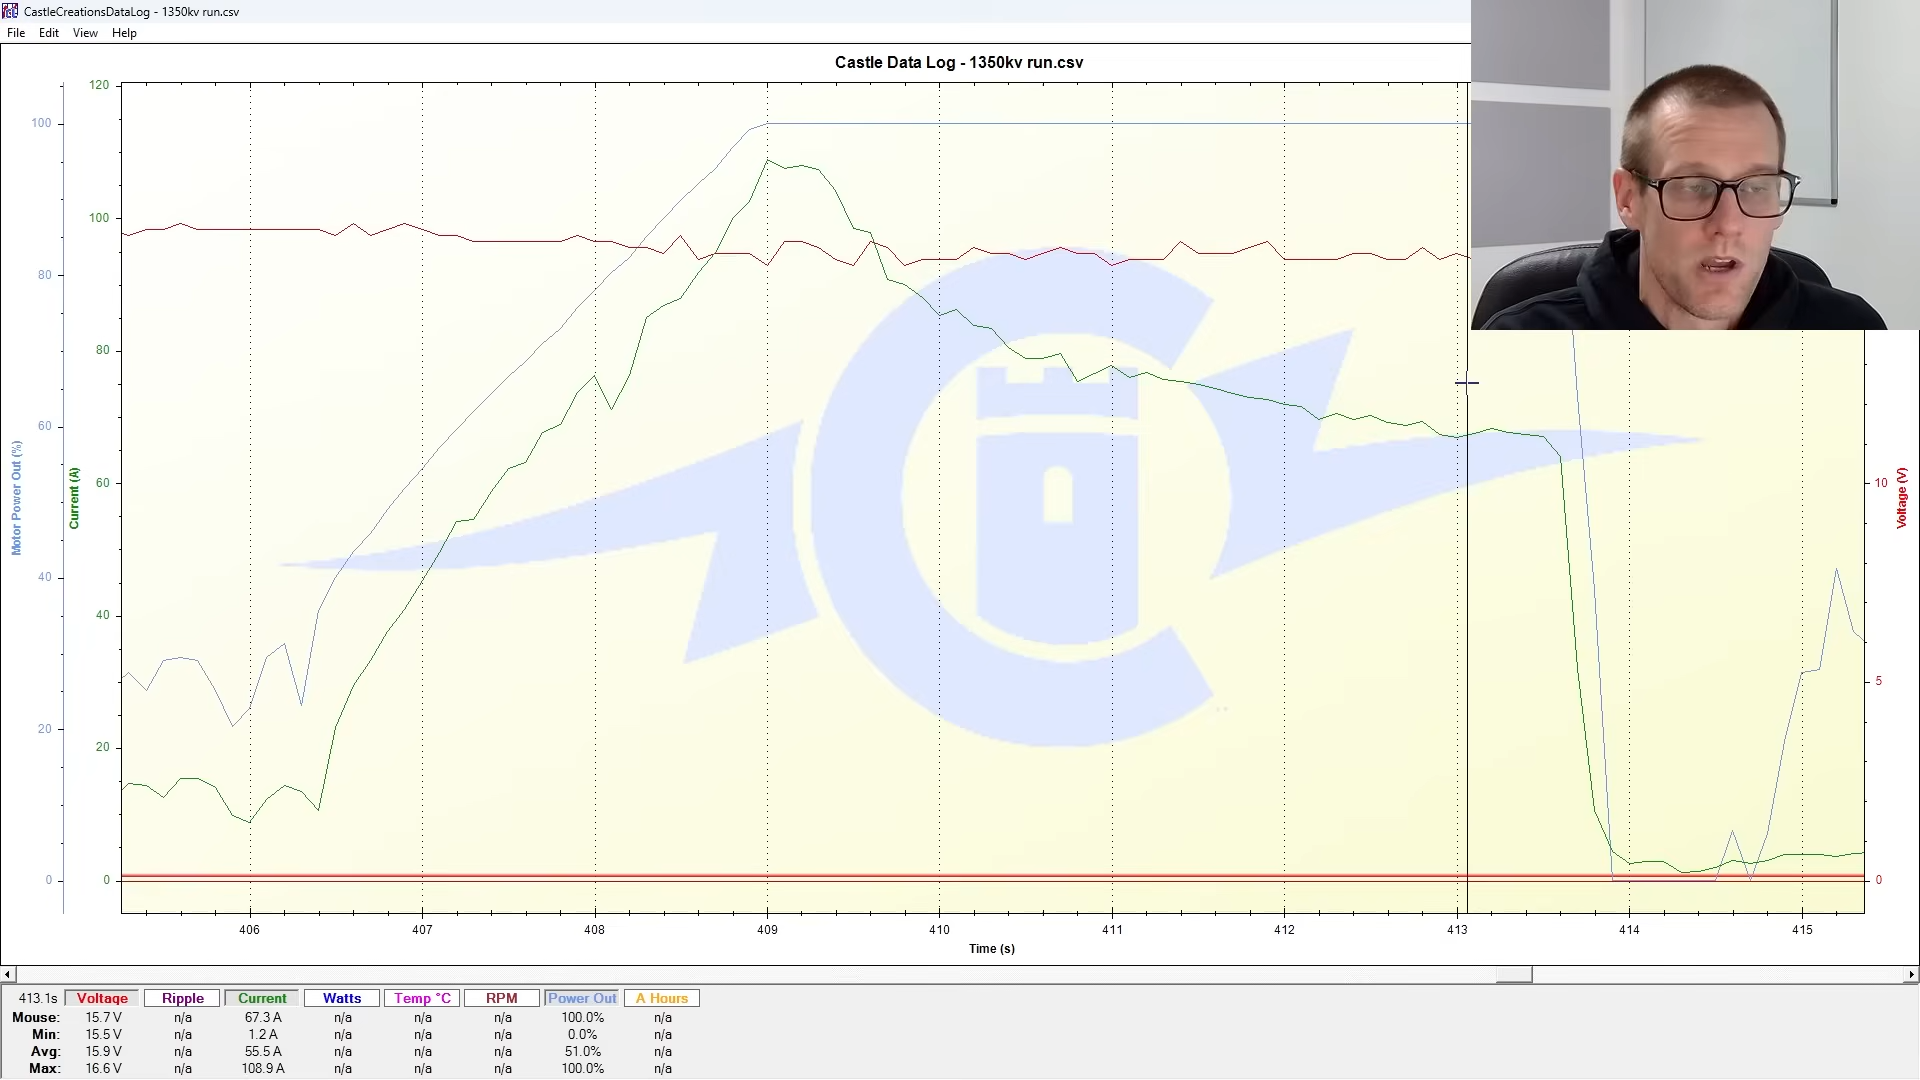 CastleCreationsDataLog - 1350kv run.csv
File Edit View Help
Castle Data Log - 1350kv run.csv
120
100
80
60
40
20
0
Motor Power Out (%)
100
80
60
40
20
0
Current (A)
10
5
0
Voltage (V)
406 407 408 409 410 411 412 413 414 415
Time (s)
413.1s Voltage Ripple Current Watts Temp °C RPM Power Out A Hours
Mouse: 15.7 V n/a 67.3 A n/a n/a n/a 100.0% n/a
Min: 15.5 V n/a 1.2 A n/a n/a n/a 0.0% n/a
Avg: 15.9 V n/a 55.5 A n/a n/a n/a 51.0% n/a
Max: 16.6 V n/a 108.9 A n/a n/a n/a 100.0% n/a